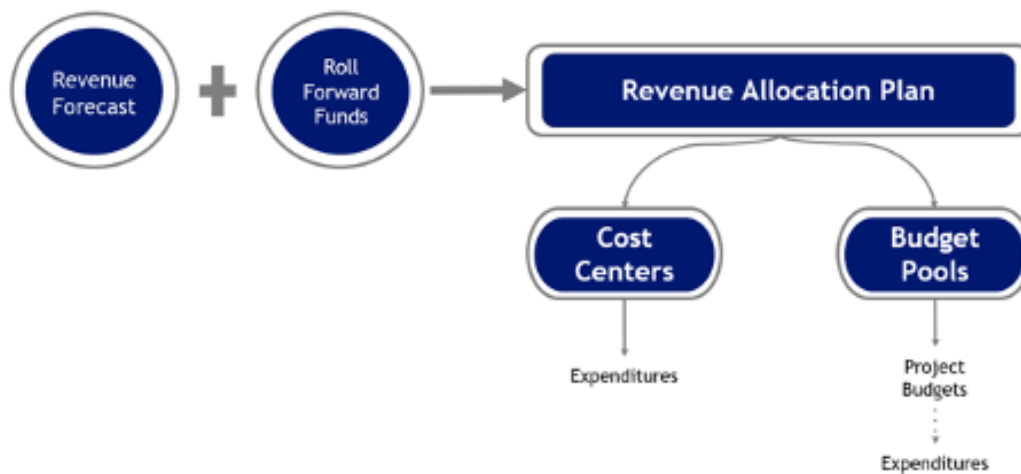 Revenue
Forecast
Roll
Forward
Funds
Revenue Allocation Plan
Cost
Centers
Budget
Pools
Expenditures
Project
Budgets
Expenditures